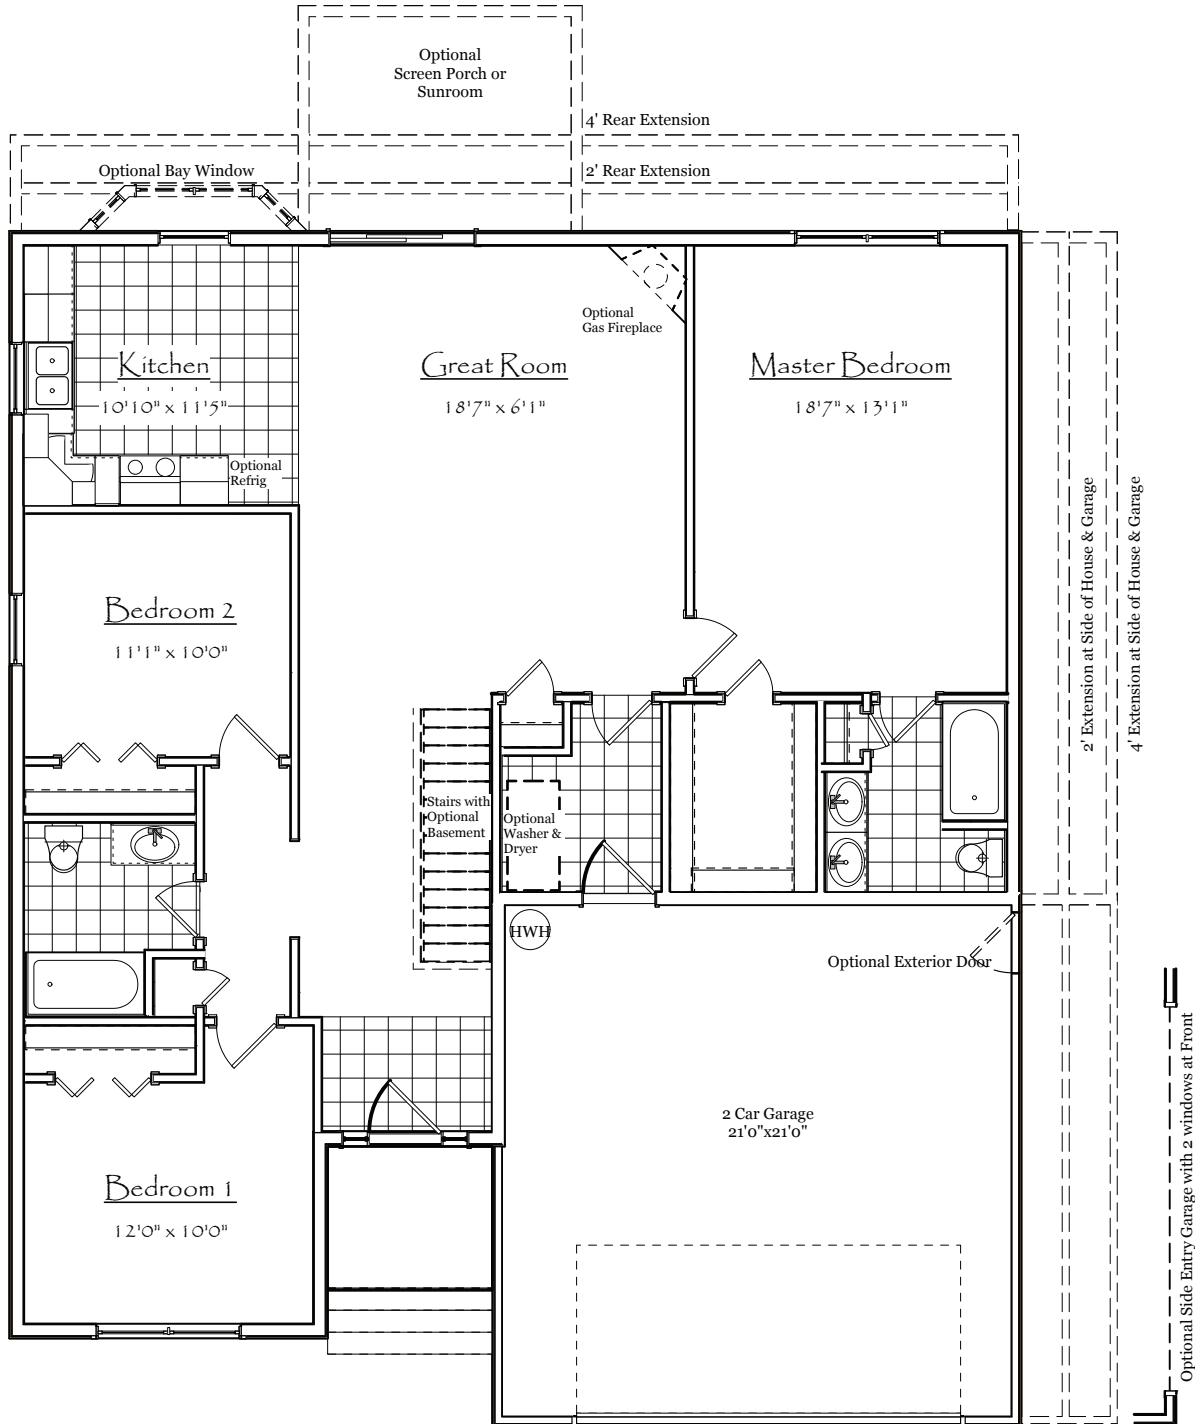 Optional
Screen Porch or
Sunroom
4' Rear Extension
Optional Bay Window
2' Rear Extension
Optional
Gas Fireplace
Kitchen
10'10" x 11'5"
Great Room
18'7" x 6'1"
Master Bedroom
18'7" x 13'1"
Optional
Refrig
2' Extension at Side of House & Garage
4' Extension at Side of House & Garage
Bedroom 2
11'1" x 10'0"
Stairs with
Optional
Basement
Optional
Washer &
Dryer
HWH
Optional Exterior Door
2 Car Garage
21'0"x21'0"
Bedroom 1
12'0" x 10'0"
Optional Side Entry Garage with 2 windows at Front